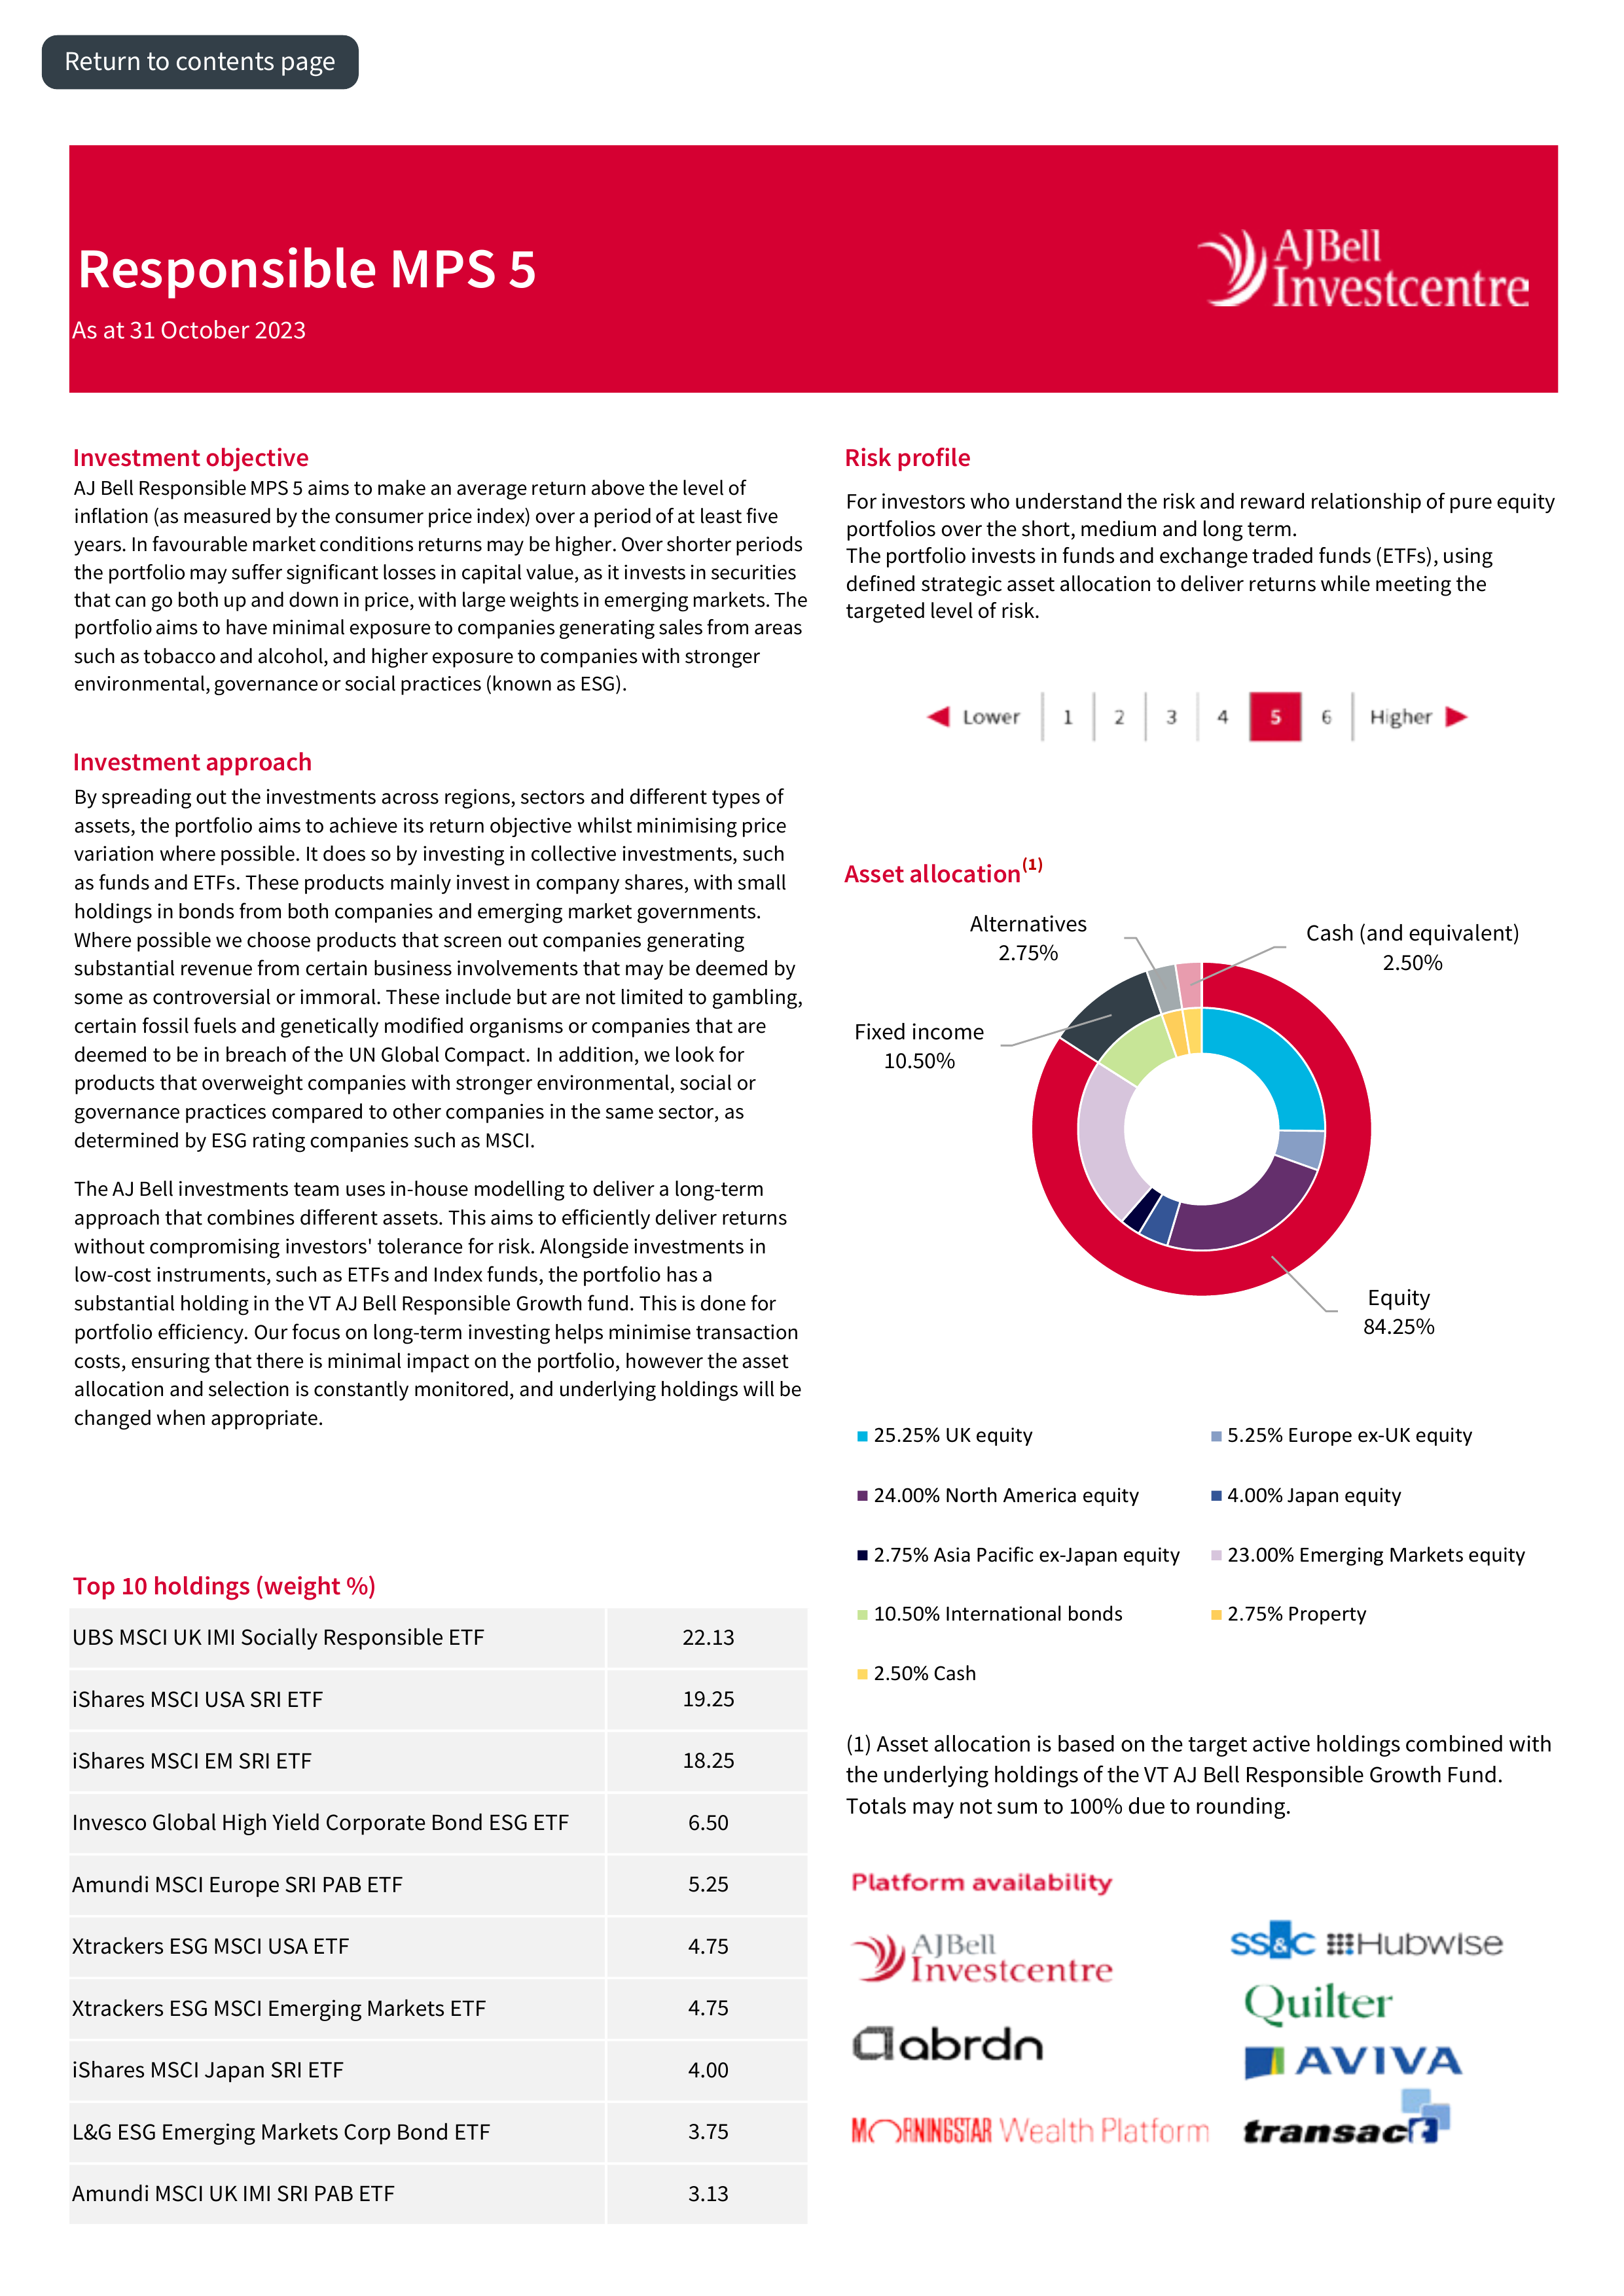 Return to contents page
Responsible MPS 5
As at 31 October 2023
AJBell
Investcentre
Investment objective
AJ Bell Responsible MPS 5 aims to make an average return above the level of
inflation (as measured by the consumer price index) over a period of at least five
years. In favourable market conditions returns may be higher. Over shorter periods
the portfolio may suffer significant losses in capital value, as it invests in securities
that can go both up and down in price, with large weights in emerging markets. The
portfolio aims to have minimal exposure to companies generating sales from areas
such as tobacco and alcohol, and higher exposure to companies with stronger
environmental, governance or social practices (known as ESG).
Investment approach
By spreading out the investments across regions, sectors and different types of
assets, the portfolio aims to achieve its return objective whilst minimising price
variation where possible. It does so by investing in collective investments, such
as funds and ETFs. These products mainly invest in company shares, with small
holdings in bonds from both companies and emerging market governments.
Where possible we choose products that screen out companies generating
substantial revenue from certain business involvements that may be deemed by
some as controversial or immoral. These include but are not limited to gambling,
certain fossil fuels and genetically modified organisms or companies that are
deemed to be in breach of the UN Global Compact. In addition, we look for
products that overweight companies with stronger environmental, social or
governance practices compared to other companies in the same sector, as
determined by ESG rating companies such as MSCI.
The AJ Bell investments team uses in-house modelling to deliver a long-term
approach that combines different assets. This aims to efficiently deliver returns
without compromising investors' tolerance for risk. Alongside investments in
low-cost instruments, such as ETFs and Index funds, the portfolio has a
substantial holding in the VT AJ Bell Responsible Growth fund. This is done for
portfolio efficiency. Our focus on long-term investing helps minimise transaction
costs, ensuring that there is minimal impact on the portfolio, however the asset
allocation and selection is constantly monitored, and underlying holdings will be
changed when appropriate.
Top 10 holdings (weight %)
UBS MSCI UK IMI Socially Responsible ETF 22.13
iShares MSCI USA SRI ETF 19.25
iShares MSCI EM SRI ETF 18.25
Invesco Global High Yield Corporate Bond ESG ETF 6.50
Amundi MSCI Europe SRI PAB ETF 5.25
Xtrackers ESG MSCI USA ETF 4.75
Xtrackers ESG MSCI Emerging Markets ETF 4.75
iShares MSCI Japan SRI ETF 4.00
L&G ESG Emerging Markets Corp Bond ETF 3.75
Amundi MSCI UK IMI SRI PAB ETF 3.13
Risk profile
For investors who understand the risk and reward relationship of pure equity
portfolios over the short, medium and long term.
The portfolio invests in funds and exchange traded funds (ETFs), using
defined strategic asset allocation to deliver returns while meeting the
targeted level of risk.
Lower 1 2 3 4 5 6 Higher
Asset allocation(1)
Alternatives
2.75%
Cash (and equivalent)
2.50%
Fixed income
10.50%
Equity
84.25%
25.25% UK equity 5.25% Europe ex-UK equity
24.00% North America equity 4.00% Japan equity
2.75% Asia Pacific ex-Japan equity 23.00% Emerging Markets equity
10.50% International bonds 2.75% Property
2.50% Cash
(1) Asset allocation is based on the target active holdings combined with
the underlying holdings of the VT AJ Bell Responsible Growth Fund.
Totals may not sum to 100% due to rounding.
Platform availability
AJBell
Investcentre
SS&C Hubwise
Quilter
abrdn
AVIVA
MORNINGSTAR Wealth Platform
transact